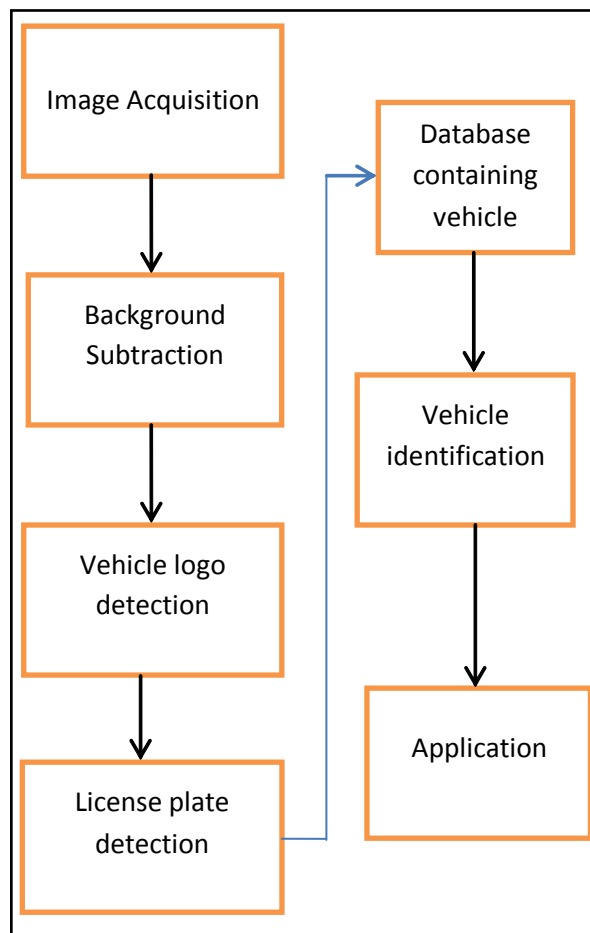 Image Acquisition
Background
Subtraction
Vehicle logo
detection
License plate
detection
Database
containing
vehicle
Vehicle
identification
Application